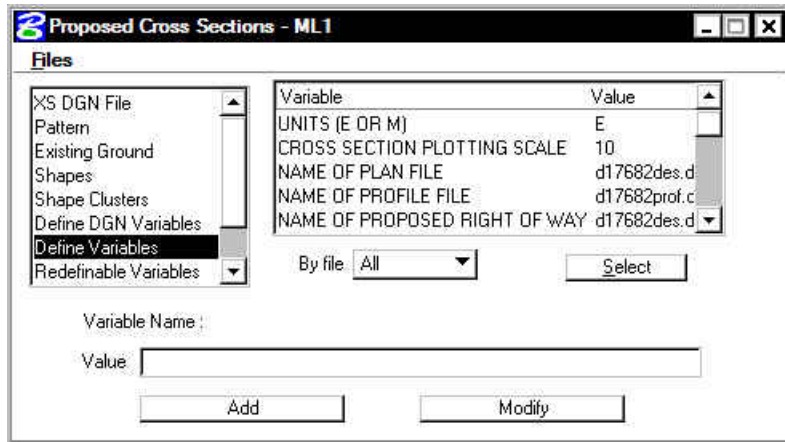 Proposed Cross Sections - ML1
Files
XS DGN File
Pattern
Existing Ground
Shapes
Shape Clusters
Define DGN Variables
Define Variables
Redefinable Variables
Variable Value
UNITS (E OR M) E
CROSS SECTION PLOTTING SCALE 10
NAME OF PLAN FILE d17682des.d
NAME OF PROFILE FILE d17682prof.c
NAME OF PROPOSED RIGHT OF WAY d17682des.d
By file All Select
Variable Name :
Value
Add Modify